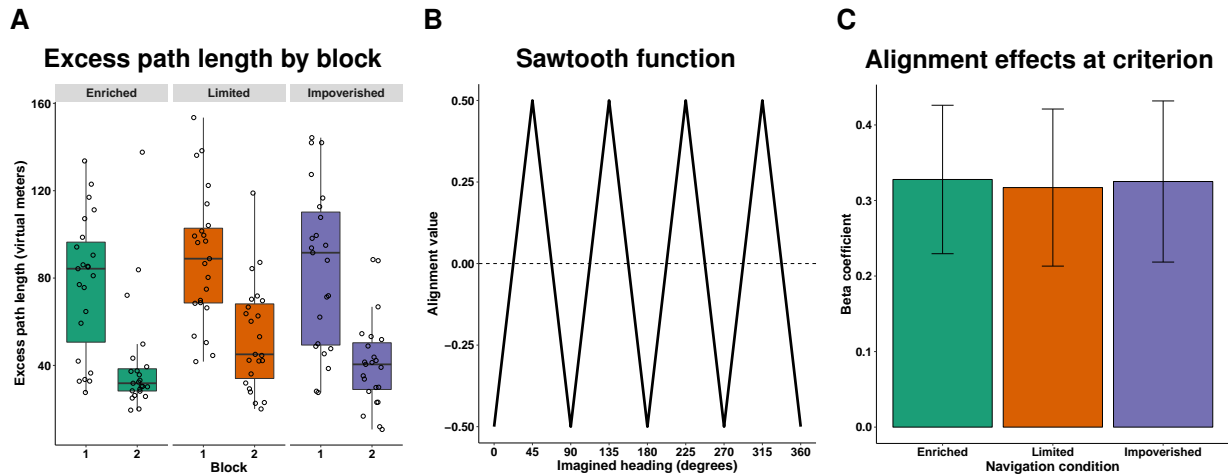 A
Excess path length by block
Enriched Limited Impoverished
Excess path length (virtual meters)
160
120
80
40
1 2 1 2 1 2
Block
B
Sawtooth function
Alignment value
0.50
0.25
0.00
−0.25
−0.50
0 45 90 135 180 225 270 315 360
Imagined heading (degrees)
C
Alignment effects at criterion
Beta coefficient
0.4
0.3
0.2
0.1
0.0
Enriched Limited Impoverished
Navigation condition